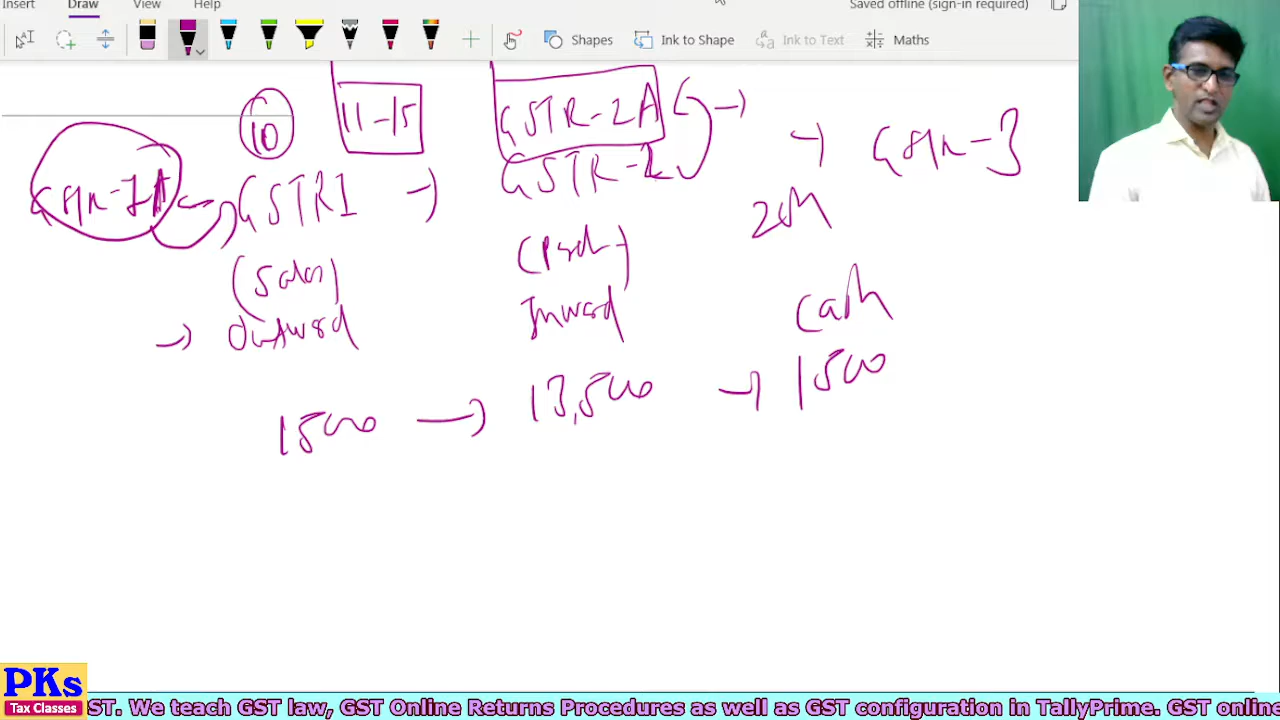 Insert Draw View Help Saved offline (sign-in required)
Shapes Ink to Shape Ink to Text Maths
10 11-15 GSTR-2A
GSTR-1A GSTR1 GSTR-2 GSTR-3
20th
(Sales)
Outward Inward cash
1500 13,500 1500
PKs
Tax Classes
ST. We teach GST law, GST Online Returns Procedures as well as GST configuration in TallyPrime. GST online